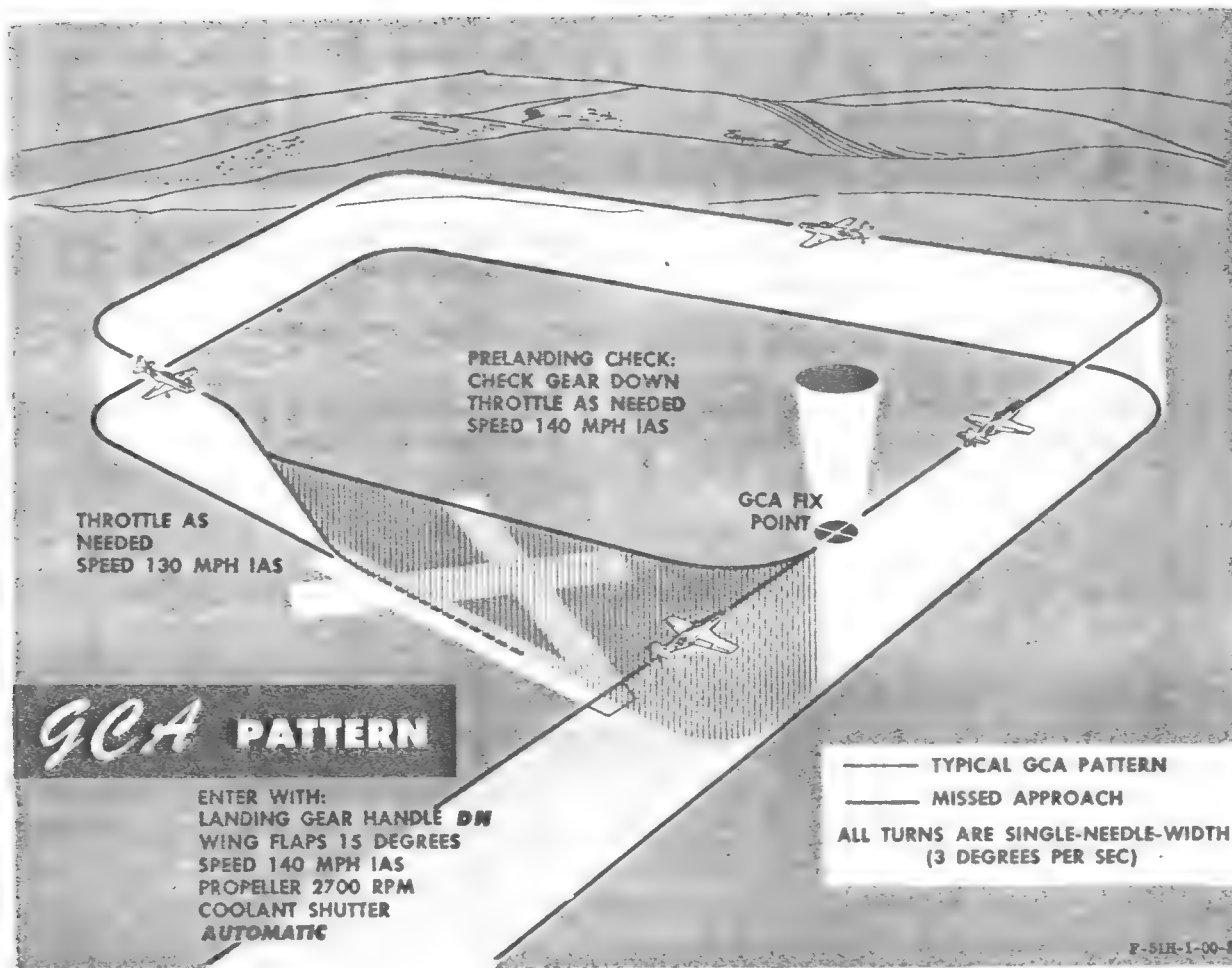 PRELANDING CHECK:
CHECK GEAR DOWN
THROTTLE AS NEEDED
SPEED 140 MPH IAS
GCA FIX
POINT
THROTTLE AS
NEEDED
SPEED 130 MPH IAS
GCA PATTERN
ENTER WITH:
LANDING GEAR HANDLE DN
WING FLAPS 15 DEGREES
SPEED 140 MPH IAS
PROPELLER 2700 RPM
COOLANT SHUTTER
AUTOMATIC
TYPICAL GCA PATTERN
MISSED APPROACH
ALL TURNS ARE SINGLE-NEEDLE-WIDTH
(3 DEGREES PER SEC)
F-51H-1-00-